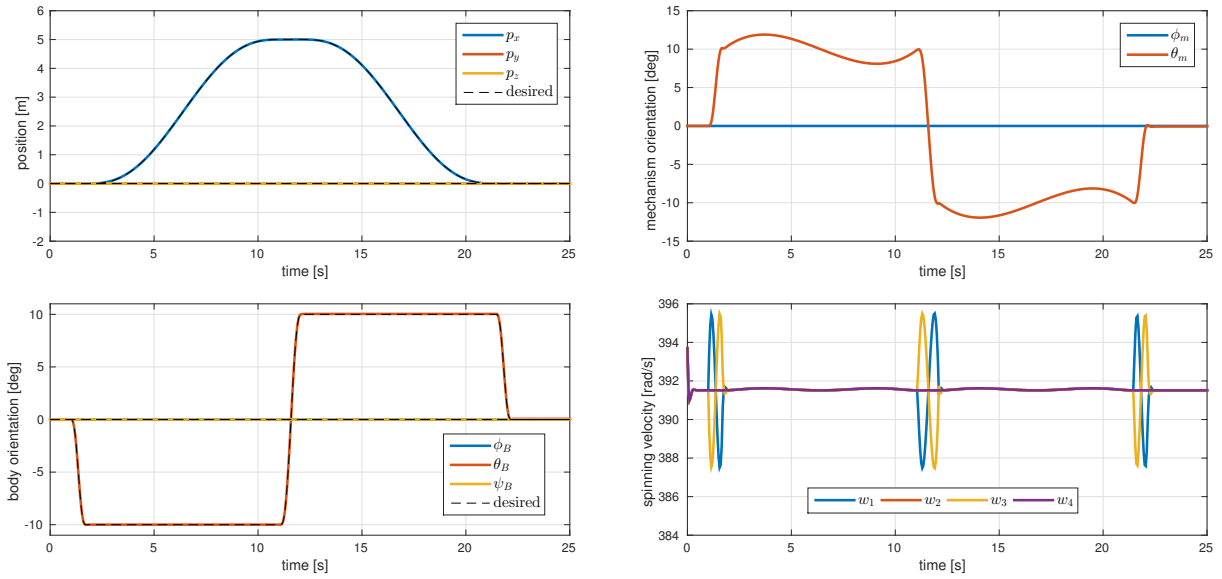 6
5
4
3
2
1
0
-1
-2
position [m]
p_x
p_y
p_z
desired
0 5 10 15 20 25
time [s]
15
10
5
0
-5
-10
-15
mechanism orientation [deg]
ϕ_m
θ_m
0 5 10 15 20 25
time [s]
10
5
0
-5
-10
body orientation [deg]
ϕ_B
θ_B
ψ_B
desired
0 5 10 15 20 25
time [s]
396
394
392
390
388
386
384
spinning velocity [rad/s]
w_1 w_2 w_3 w_4
0 5 10 15 20 25
time [s]